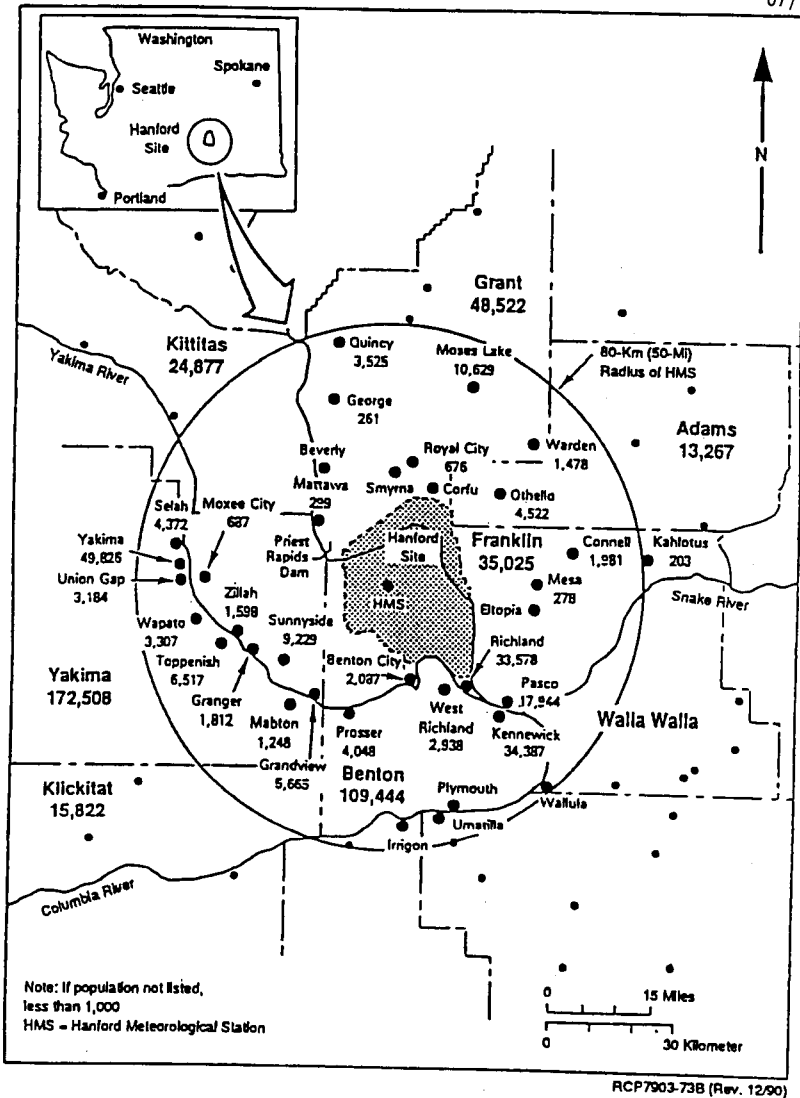 Washington
Spokane
Seattle
Hanford
Site
Portland
N
Grant
48,522
Kittitas
24,877
Yakima River
Quincy
3,525
Moses Lake
10,629
80-Km (50-Mi)
Radius of HMS
George
261
Adams
13,267
Beverly
Royal City
676
Warden
1,478
Mattawa
299
Smyrna
Corfu
Othello
4,522
Selah
4,372
Moxee City
687
Yakima
49,826
Union Gap
3,184
Priest
Rapids
Dam
Hanford
Site
Franklin
35,025
Connell
1,981
Kahlotus
203
HMS
Mesa
278
Eltopia
Snake River
Zillah
1,598
Sunnyside
9,229
Wapato
3,307
Toppenish
6,517
Richland
33,578
Benton City
2,087
Yakima
172,508
Granger
1,812
Mabton
1,248
Prosser
4,048
West
Richland
2,938
Pasco
17,944
Kennewick
34,387
Walla Walla
Grandview
5,665
Benton
109,444
Klickitat
15,822
Plymouth
Wallula
Umatilla
Irrigon
Columbia River
Note: If population not listed,
less than 1,000
HMS = Hanford Meteorological Station
0 15 Miles
0 30 Kilometer
RCP7903-73B (Rev. 12/90)